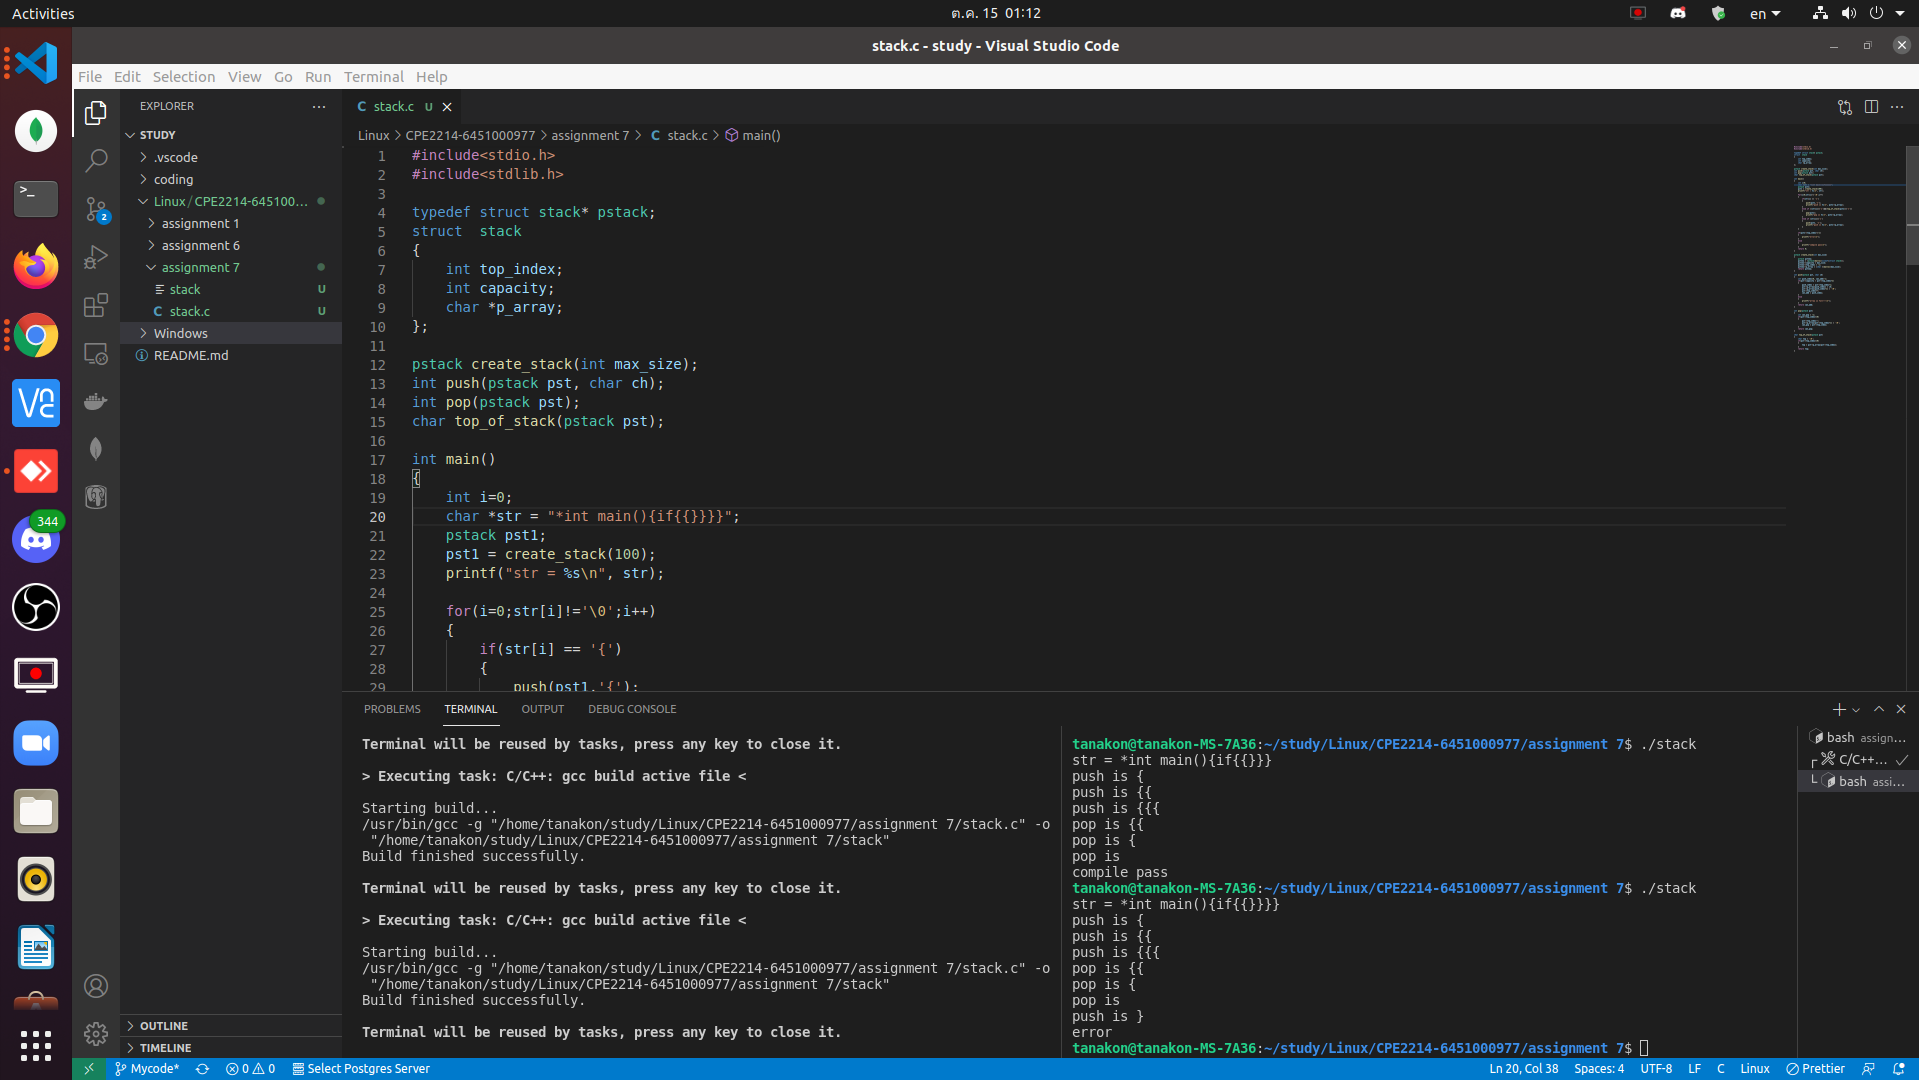 Activities
ต.ค. 15 01:12
en
stack.c - study - Visual Studio Code
File Edit Selection View Go Run Terminal Help
EXPLORER
STUDY
.vscode
coding
Linux/CPE2214-645100...
assignment 1
assignment 6
assignment 7
stack U
C stack.c U
Windows
README.md
OUTLINE
TIMELINE
2
344
>_
C stack.c U
Linux > CPE2214-6451000977 > assignment 7 > C stack.c > main()
1 #include<stdio.h>
2 #include<stdlib.h>
3
4 typedef struct stack* pstack;
5 struct  stack
6 {
7     int top_index;
8     int capacity;
9     char *p_array;
10 };
11
12 pstack create_stack(int max_size);
13 int push(pstack pst, char ch);
14 int pop(pstack pst);
15 char top_of_stack(pstack pst);
16
17 int main()
18 {
19     int i=0;
20     char *str = "*int main(){if{{}}}}";
21     pstack pst1;
22     pst1 = create_stack(100);
23     printf("str = %s\n", str);
24
25     for(i=0;str[i]!='\0';i++)
26     {
27         if(str[i] == '{')
28         {
29             push(pst1,'{');
PROBLEMS TERMINAL OUTPUT DEBUG CONSOLE
Terminal will be reused by tasks, press any key to close it.
> Executing task: C/C++: gcc build active file <
Starting build...
/usr/bin/gcc -g "/home/tanakon/study/Linux/CPE2214-6451000977/assignment 7/stack.c" -o
"/home/tanakon/study/Linux/CPE2214-6451000977/assignment 7/stack"
Build finished successfully.
Terminal will be reused by tasks, press any key to close it.
> Executing task: C/C++: gcc build active file <
Starting build...
/usr/bin/gcc -g "/home/tanakon/study/Linux/CPE2214-6451000977/assignment 7/stack.c" -o
"/home/tanakon/study/Linux/CPE2214-6451000977/assignment 7/stack"
Build finished successfully.
Terminal will be reused by tasks, press any key to close it.
tanakon@tanakon-MS-7A36:~/study/Linux/CPE2214-6451000977/assignment 7$ ./stack
str = *int main(){if{{}}}
push is {
push is {{
push is {{{
pop is {{
pop is {
pop is
compile pass
tanakon@tanakon-MS-7A36:~/study/Linux/CPE2214-6451000977/assignment 7$ ./stack
str = *int main(){if{{}}}}
push is {
push is {{
push is {{{
pop is {{
pop is {
pop is
push is }
error
tanakon@tanakon-MS-7A36:~/study/Linux/CPE2214-6451000977/assignment 7$
bash assign...
C/C++...
bash assi...
Mycode* 0 0 Select Postgres Server
Ln 20, Col 38 Spaces: 4 UTF-8 LF C Linux Prettier